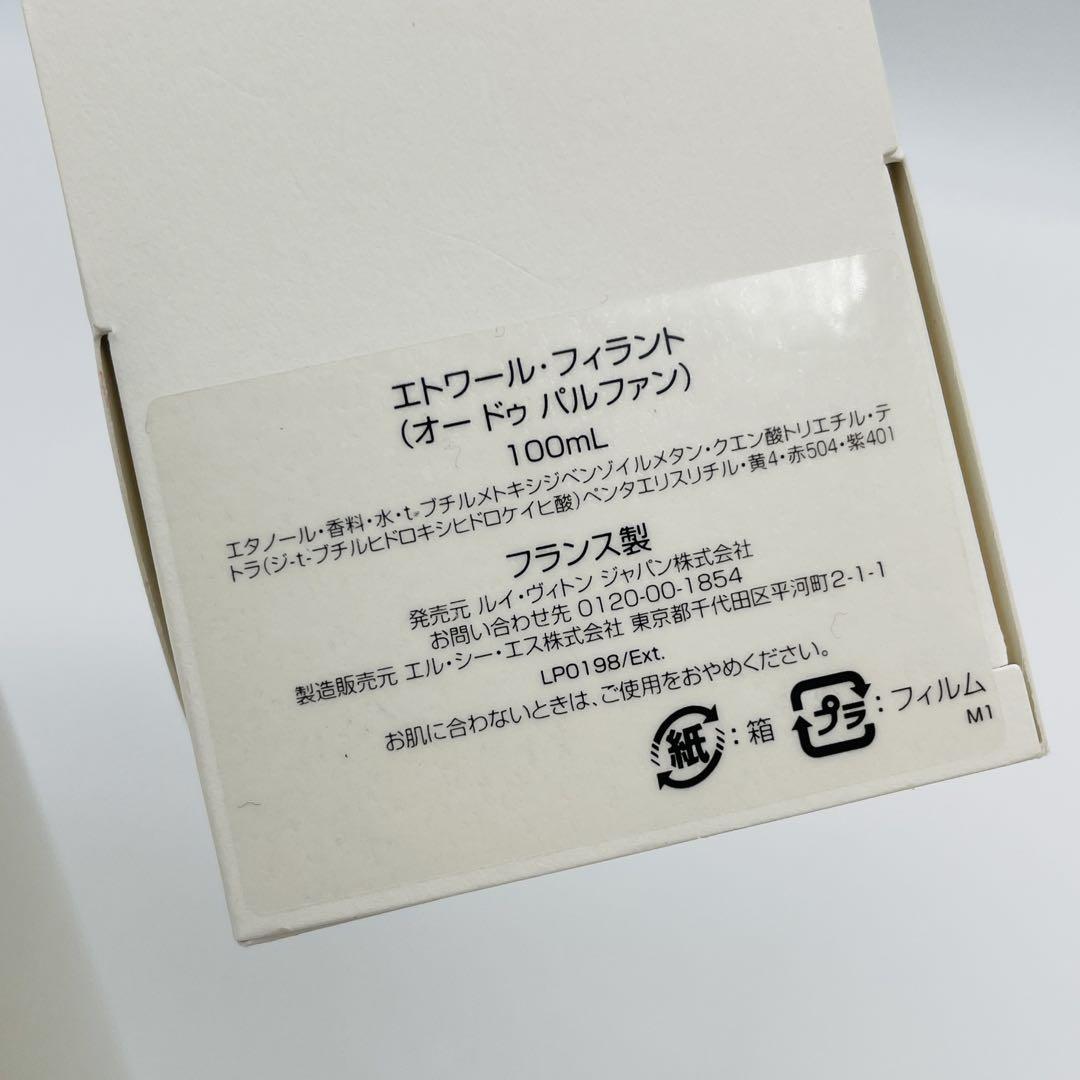 エトワール・フィラント
(オー ドゥ パルファン)
100mL
エタノール・香料・水・t-ブチルメトキシジベンゾイルメタン・クエン酸トリエチル・テ
トラ(ジ-t-ブチルヒドロキシヒドロケイヒ酸)ペンタエリスリチル・黄4・赤504・紫401
フランス製
発売元 ルイ・ヴィトン ジャパン株式会社
お問い合わせ先 0120-00-1854
製造販売元 エル・シー・エス株式会社 東京都千代田区平河町2-1-1
LP0198/Ext.
お肌に合わないときは、ご使用をおやめください。
紙:箱 プラ:フィルム
M1